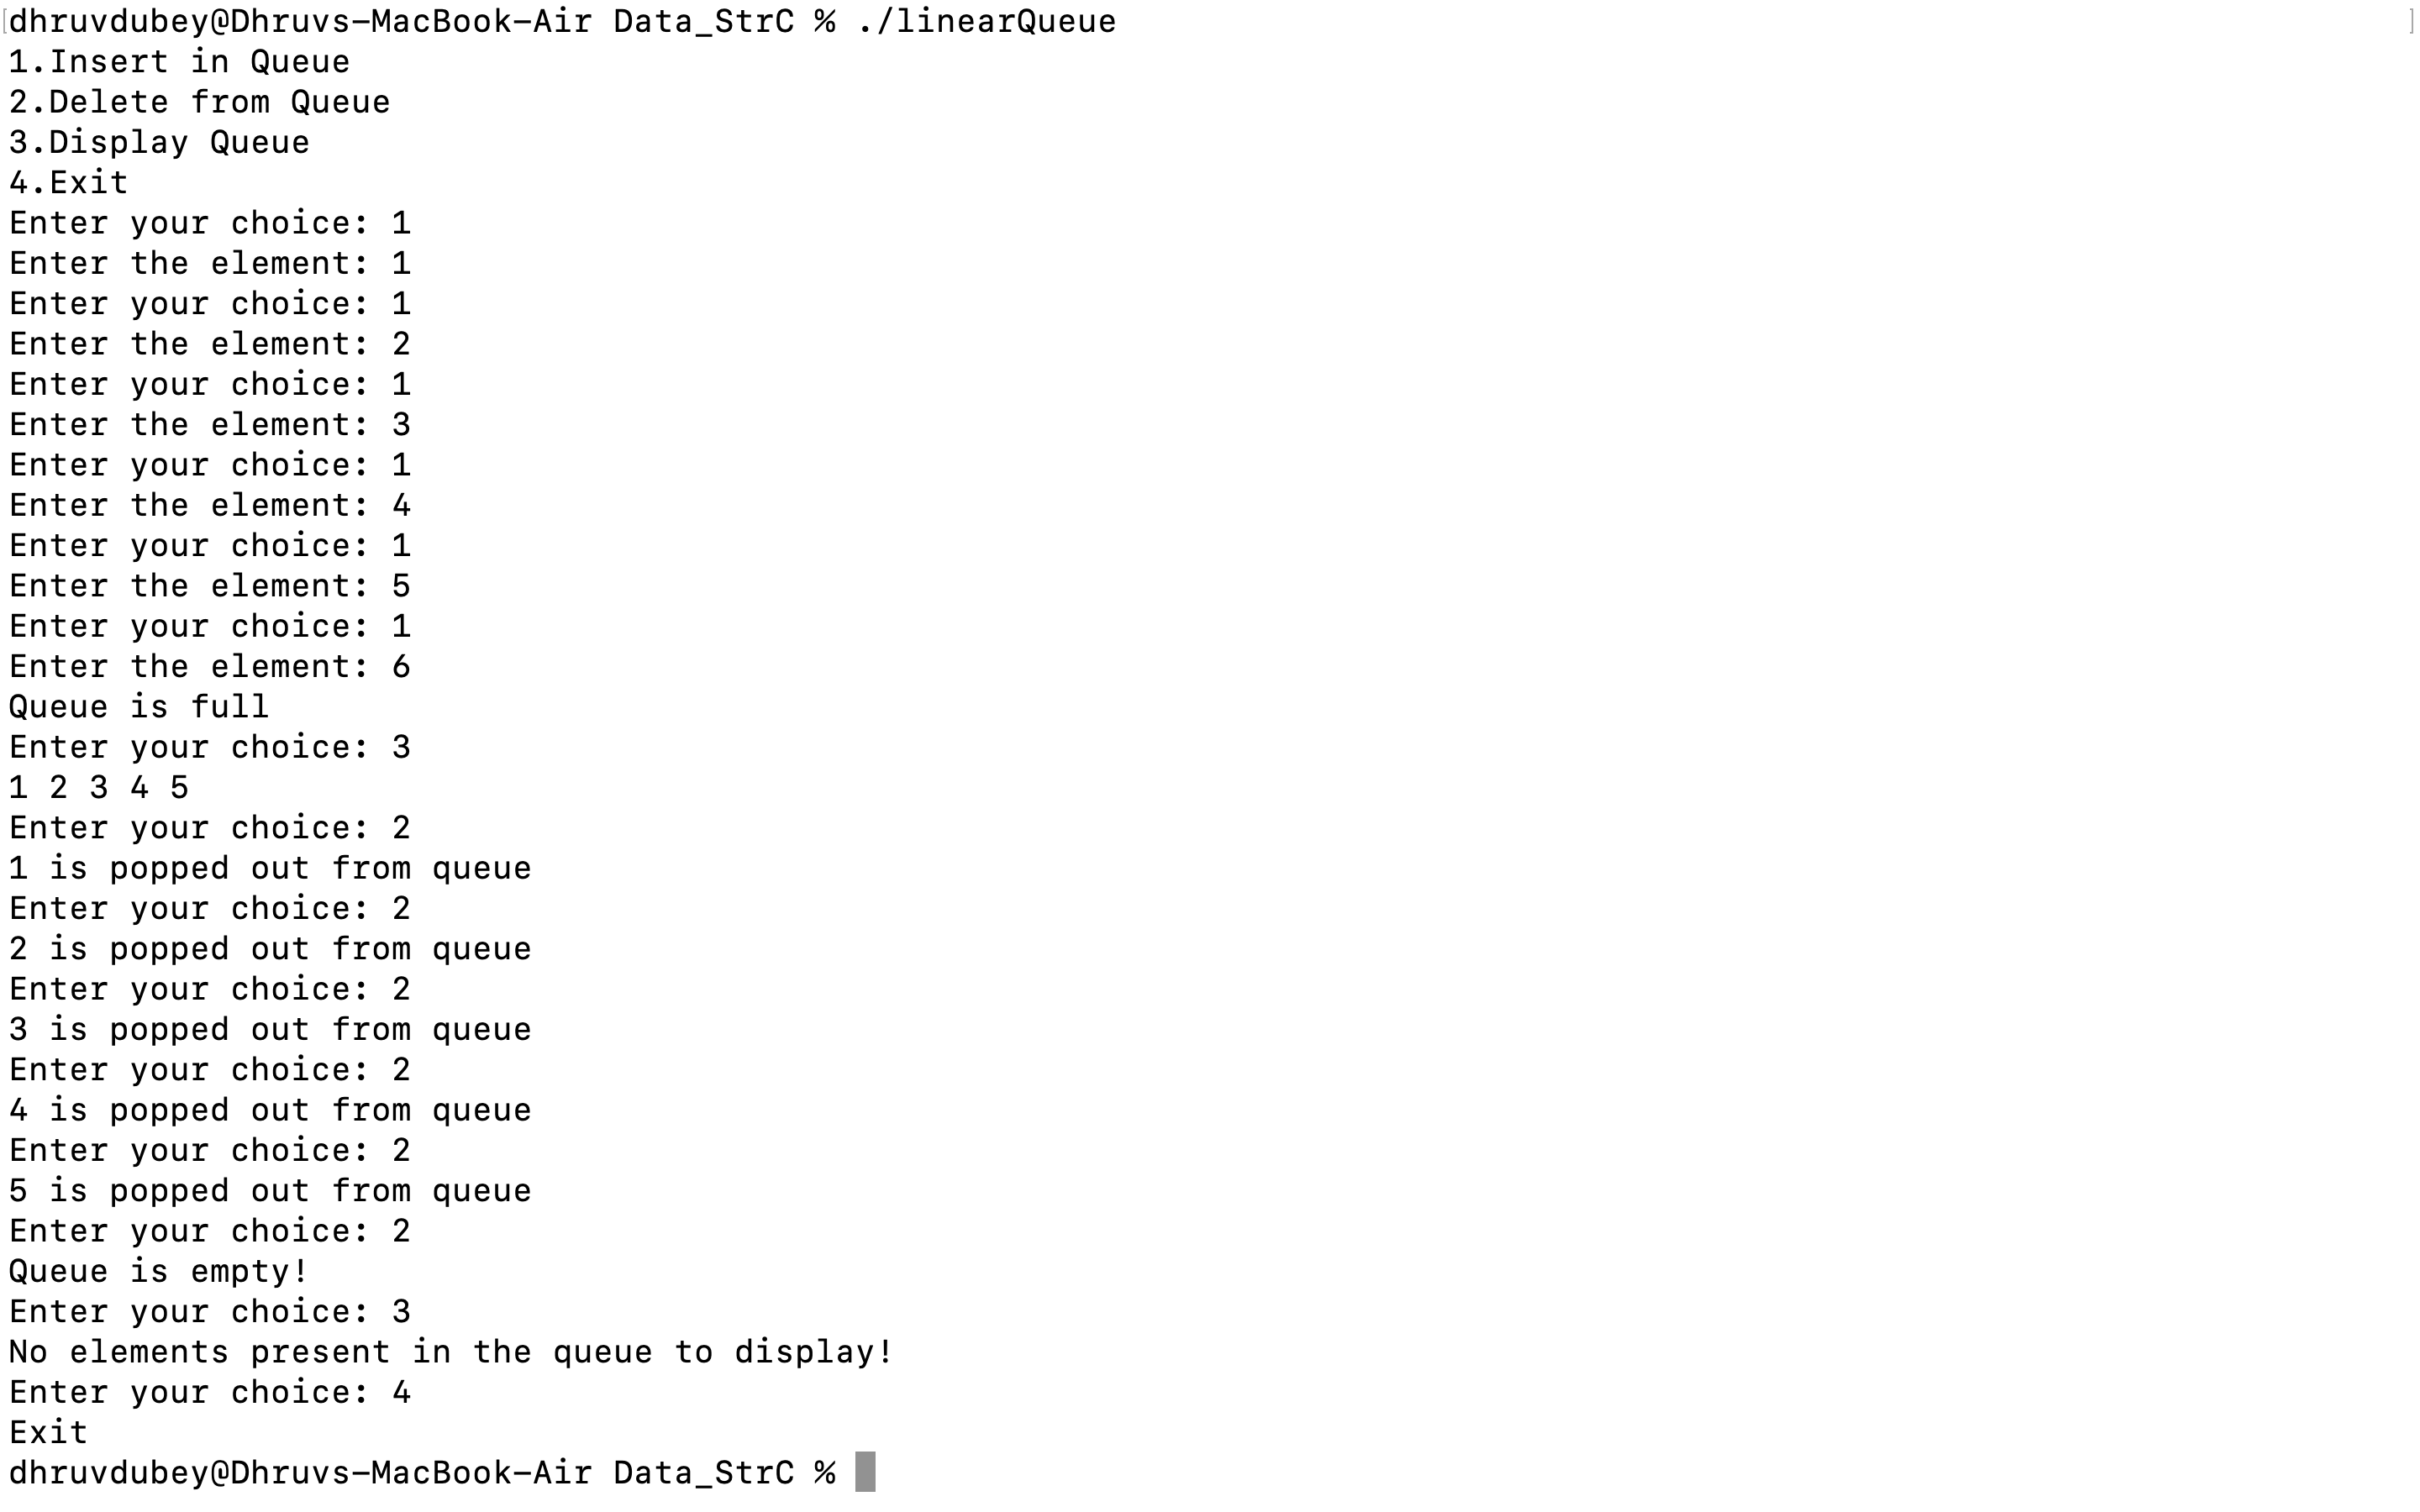 [dhruvdubey@Dhruvs-MacBook-Air Data_StrC % ./linearQueue ]
1.Insert in Queue
2.Delete from Queue
3.Display Queue
4.Exit
Enter your choice: 1
Enter the element: 1
Enter your choice: 1
Enter the element: 2
Enter your choice: 1
Enter the element: 3
Enter your choice: 1
Enter the element: 4
Enter your choice: 1
Enter the element: 5
Enter your choice: 1
Enter the element: 6
Queue is full
Enter your choice: 3
1 2 3 4 5
Enter your choice: 2
1 is popped out from queue
Enter your choice: 2
2 is popped out from queue
Enter your choice: 2
3 is popped out from queue
Enter your choice: 2
4 is popped out from queue
Enter your choice: 2
5 is popped out from queue
Enter your choice: 2
Queue is empty!
Enter your choice: 3
No elements present in the queue to display!
Enter your choice: 4
Exit
dhruvdubey@Dhruvs-MacBook-Air Data_StrC %